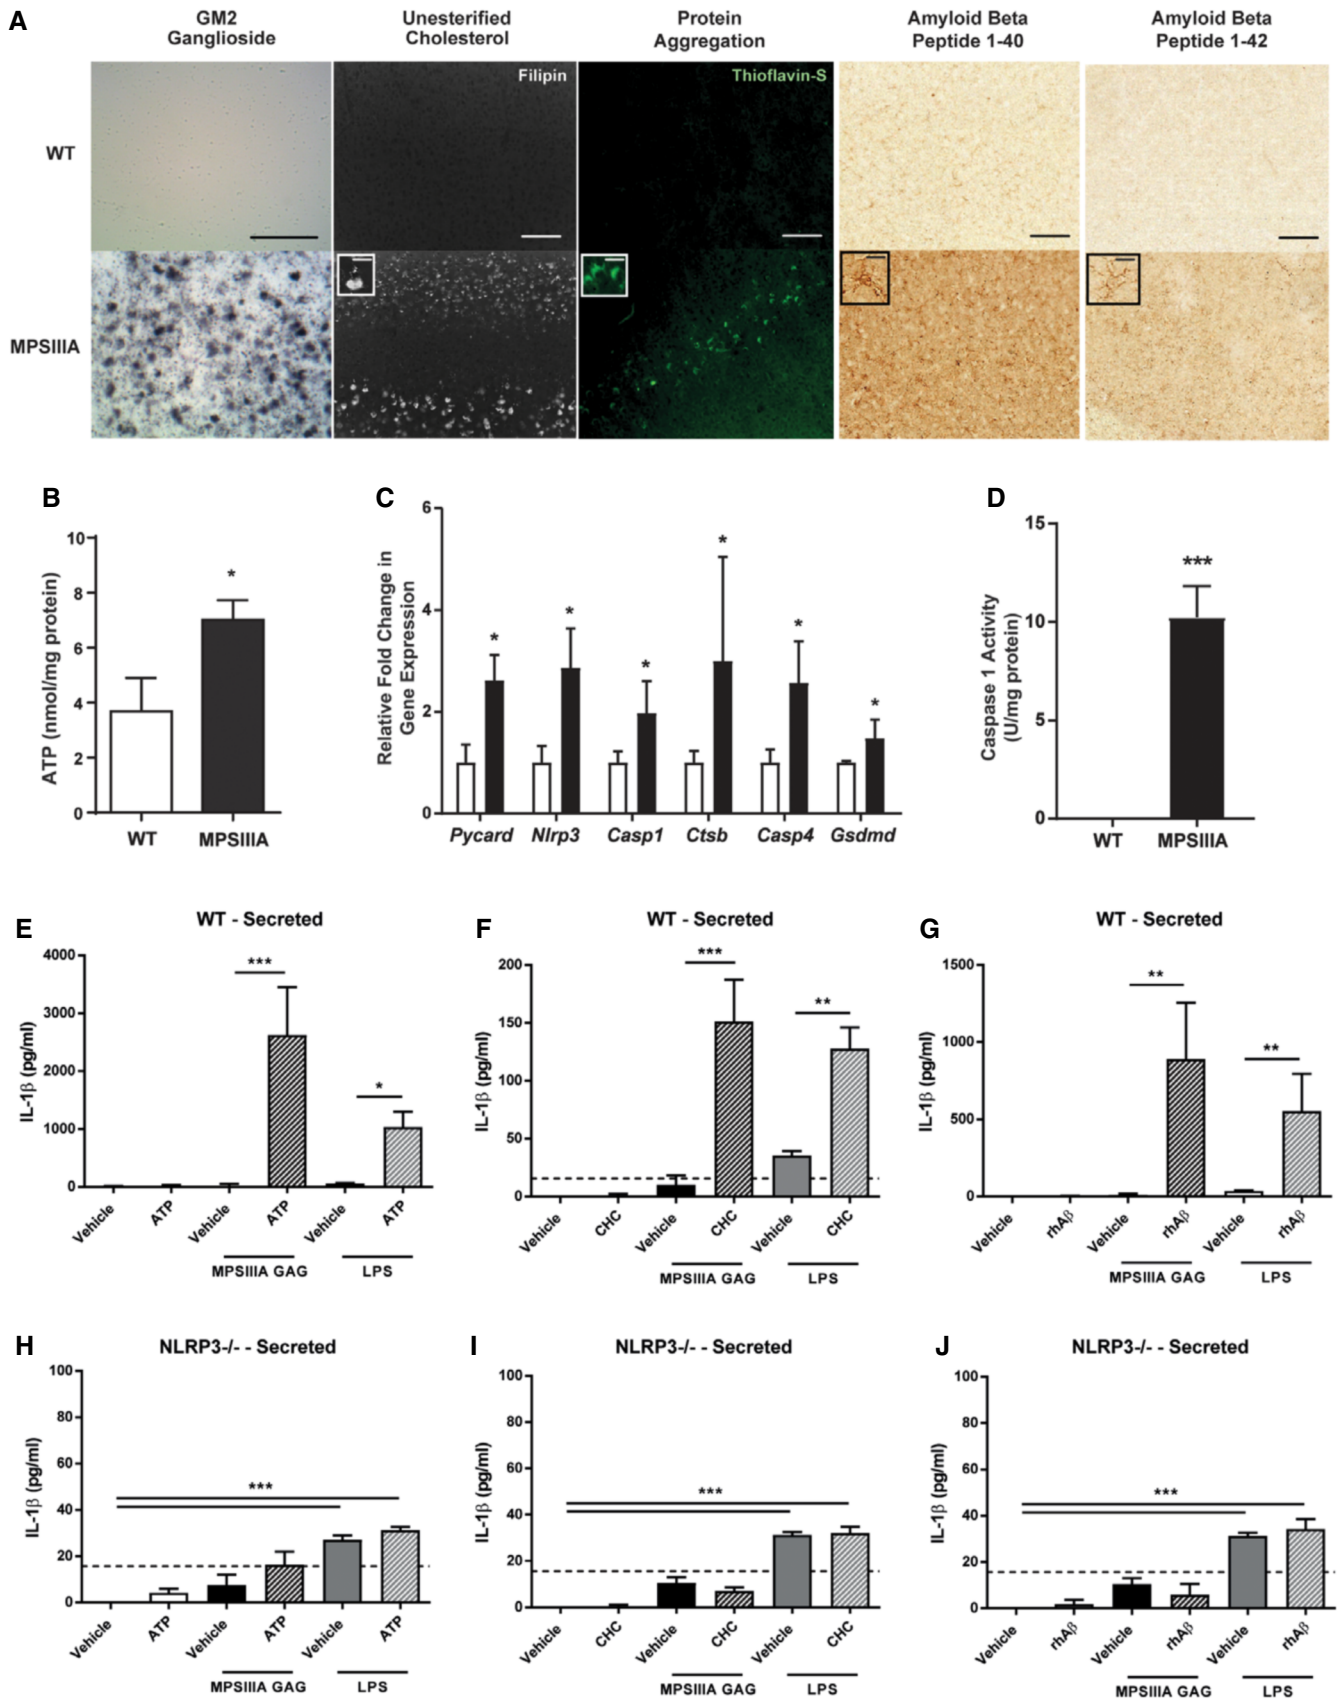 A
GM2
Ganglioside
Unesterified
Cholesterol
Protein
Aggregation
Amyloid Beta
Peptide 1-40
Amyloid Beta
Peptide 1-42
Filipin
Thioflavin-S
WT
MPSIIIA
B
ATP (nmol/mg protein)
10
8
6
4
2
0
*
WT
MPSIIIA
C
Relative Fold Change in
Gene Expression
6
4
2
0
*
*
*
*
*
*
Pycard
Nlrp3
Casp1
Ctsb
Casp4
Gsdmd
D
Caspase 1 Activity
(U/mg protein)
15
10
5
0
***
WT
MPSIIIA
E
WT - Secreted
IL-1β (pg/ml)
4000
3000
2000
1000
0
***
*
Vehicle
ATP
Vehicle
ATP
Vehicle
ATP
MPSIIIA GAG
LPS
F
WT - Secreted
IL-1β (pg/ml)
200
150
100
50
0
***
**
Vehicle
CHC
Vehicle
CHC
Vehicle
CHC
MPSIIIA GAG
LPS
G
WT - Secreted
IL-1β (pg/ml)
1500
1000
500
0
**
**
Vehicle
rhAβ
Vehicle
rhAβ
Vehicle
rhAβ
MPSIIIA GAG
LPS
H
NLRP3-/- - Secreted
IL-1β (pg/ml)
100
80
60
40
20
0
***
Vehicle
ATP
Vehicle
ATP
Vehicle
ATP
MPSIIIA GAG
LPS
I
NLRP3-/- - Secreted
IL-1β (pg/ml)
100
80
60
40
20
0
***
Vehicle
CHC
Vehicle
CHC
Vehicle
CHC
MPSIIIA GAG
LPS
J
NLRP3-/- - Secreted
IL-1β (pg/ml)
100
80
60
40
20
0
***
Vehicle
rhAβ
Vehicle
rhAβ
Vehicle
rhAβ
MPSIIIA GAG
LPS